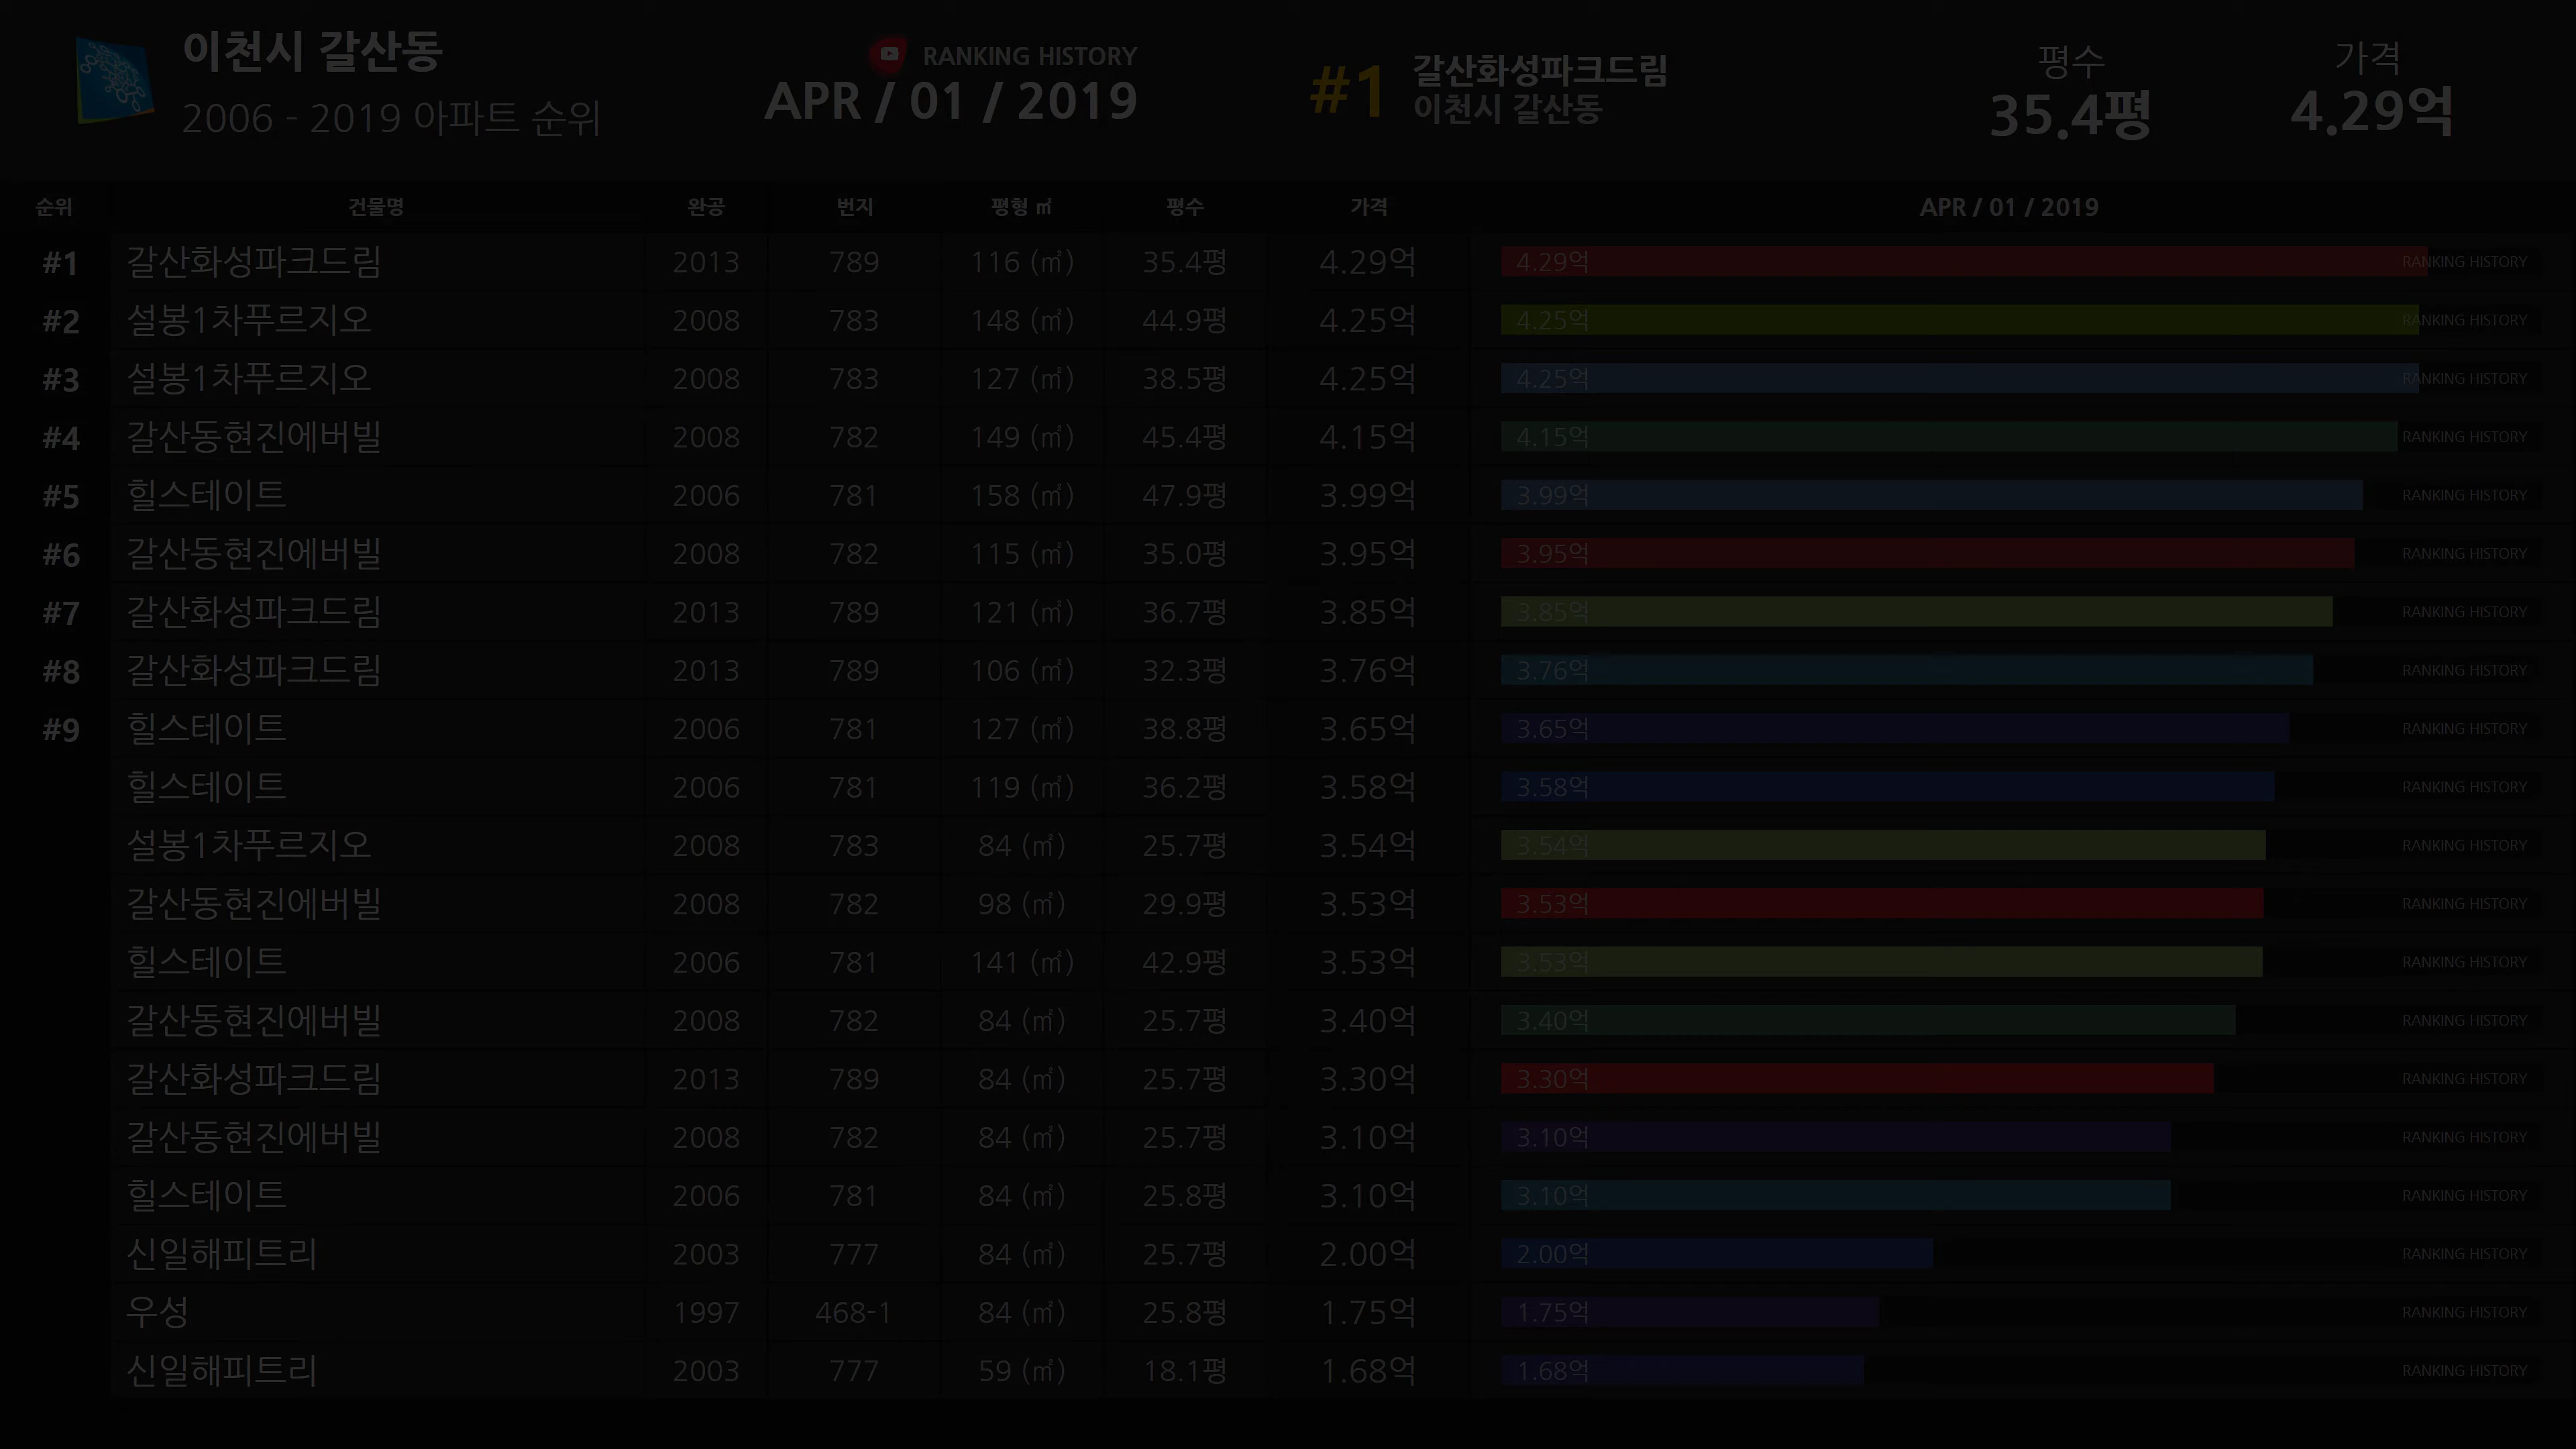 이천시 갈산동
2006 - 2019 아파트 순위
RANKING HISTORY
APR / 01 / 2019
#1 갈산화성파크드림
이천시 갈산동
평수 가격
35.4평 4.29억
순위 건물명 완공 번지 평형 ㎡ 평수 가격 APR / 01 / 2019
#1 갈산화성파크드림 2013 789 116 (㎡) 35.4평 4.29억 4.29억 RANKING HISTORY
#2 설봉1차푸르지오 2008 783 148 (㎡) 44.9평 4.25억 4.25억 RANKING HISTORY
#3 설봉1차푸르지오 2008 783 127 (㎡) 38.5평 4.25억 4.25억 RANKING HISTORY
#4 갈산동현진에버빌 2008 782 149 (㎡) 45.4평 4.15억 4.15억 RANKING HISTORY
#5 힐스테이트 2006 781 158 (㎡) 47.9평 3.99억 3.99억 RANKING HISTORY
#6 갈산동현진에버빌 2008 782 115 (㎡) 35.0평 3.95억 3.95억 RANKING HISTORY
#7 갈산화성파크드림 2013 789 121 (㎡) 36.7평 3.85억 3.85억 RANKING HISTORY
#8 갈산화성파크드림 2013 789 106 (㎡) 32.3평 3.76억 3.76억 RANKING HISTORY
#9 힐스테이트 2006 781 127 (㎡) 38.8평 3.65억 3.65억 RANKING HISTORY
힐스테이트 2006 781 119 (㎡) 36.2평 3.58억 3.58억 RANKING HISTORY
설봉1차푸르지오 2008 783 84 (㎡) 25.7평 3.54억 3.54억 RANKING HISTORY
갈산동현진에버빌 2008 782 98 (㎡) 29.9평 3.53억 3.53억 RANKING HISTORY
힐스테이트 2006 781 141 (㎡) 42.9평 3.53억 3.53억 RANKING HISTORY
갈산동현진에버빌 2008 782 84 (㎡) 25.7평 3.40억 3.40억 RANKING HISTORY
갈산화성파크드림 2013 789 84 (㎡) 25.7평 3.30억 3.30억 RANKING HISTORY
갈산동현진에버빌 2008 782 84 (㎡) 25.7평 3.10억 3.10억 RANKING HISTORY
힐스테이트 2006 781 84 (㎡) 25.8평 3.10억 3.10억 RANKING HISTORY
신일해피트리 2003 777 84 (㎡) 25.7평 2.00억 2.00억 RANKING HISTORY
우성 1997 468-1 84 (㎡) 25.8평 1.75억 1.75억 RANKING HISTORY
신일해피트리 2003 777 59 (㎡) 18.1평 1.68억 1.68억 RANKING HISTORY